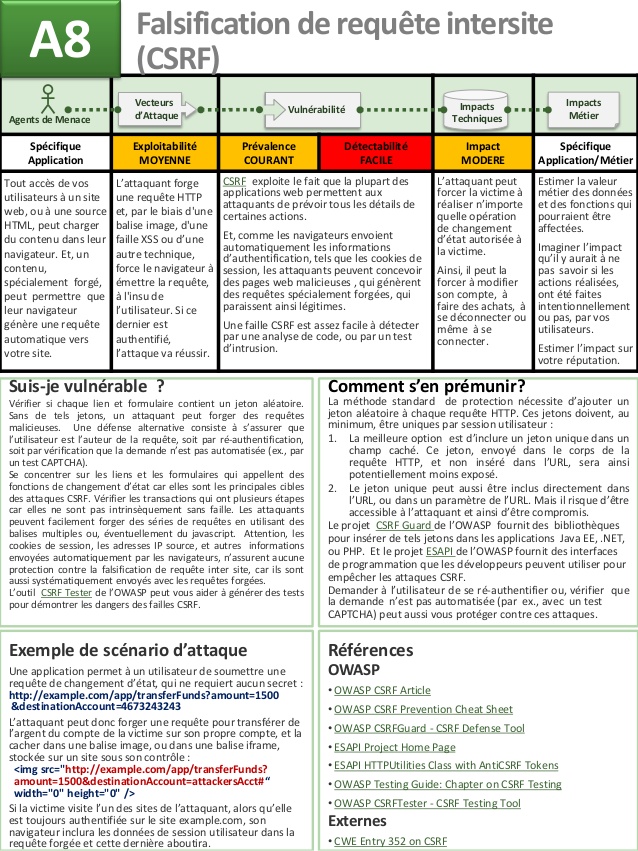 A8
Falsification de requête intersite
(CSRF)
Agents de Menace
Vecteurs
d'Attaque
Vulnérabilité
Impacts
Techniques
Impacts
Métier
Spécifique
Application
Exploitabilité
MOYENNE
Prévalence
COURANT
Détectabilité
FACILE
Impact
MODERE
Spécifique
Application/Métier
Tout accès de vos
utilisateurs à un site
web, ou à une source
HTML, peut charger
du contenu dans leur
navigateur. Et, un
contenu,
spécialement forgé,
peut permettre que
leur navigateur
génère une requête
automatique vers
votre site.
L'attaquant forge
une requête HTTP
et, par le biais d'une
balise image, d'une
faille XSS ou d'une
autre technique,
force le navigateur à
émettre la requête,
à l'insu de
l'utilisateur. Si ce
dernier est
authentifié,
l'attaque va réussir.
CSRF exploite le fait que la plupart des
applications web permettent aux
attaquants de prévoir tous les détails de
certaines actions.
Et, comme les navigateurs envoient
automatiquement les informations
d'authentification, tels que les cookies de
session, les attaquants peuvent concevoir
des pages web malicieuses , qui génèrent
des requêtes spécialement forgées, qui
paraissent ainsi légitimes.
Une faille CSRF est assez facile à détecter
par une analyse de code, ou par un test
d'intrusion.
L'attaquant peut
forcer la victime à
réaliser n'importe
quelle opération
de changement
d'état autorisée à
la victime.
Ainsi, il peut la
forcer à modifier
son compte, à
faire des achats, à
se déconnecter ou
même à se
connecter.
Estimer la valeur
métier des données
et des fonctions qui
pourraient être
affectées.
Imaginer l'impact
qu'il y aurait à ne
pas savoir si les
actions réalisées,
ont été faites
intentionnellement
ou pas, par vos
utilisateurs.
Estimer l'impact sur
votre réputation.
Suis-je vulnérable ?
Vérifier si chaque lien et formulaire contient un jeton aléatoire.
Sans de tels jetons, un attaquant peut forger des requêtes
malicieuses. Une défense alternative consiste à s'assurer que
l'utilisateur est l'auteur de la requête, soit par ré-authentification,
soit par vérification que la demande n'est pas automatisée (ex., par
un test CAPTCHA).
Se concentrer sur les liens et les formulaires qui appellent des
fonctions de changement d'état car elles sont les principales cibles
des attaques CSRF. Vérifier les transactions qui ont plusieurs étapes
car elles ne sont pas intrinsèquement sans faille. Les attaquants
peuvent facilement forger des séries de requêtes en utilisant des
balises multiples ou, éventuellement du javascript. Attention, les
cookies de session, les adresses IP source, et autres informations
envoyées automatiquement par les navigateurs, n'assurent aucune
protection contre la falsification de requête inter site, car ils sont
aussi systématiquement envoyés avec les requêtes forgées.
L'outil CSRF Tester de l'OWASP peut vous aider à générer des tests
pour démontrer les dangers des failles CSRF.
Comment s'en prémunir?
La méthode standard de protection nécessite d'ajouter un
jeton aléatoire à chaque requête HTTP. Ces jetons doivent, au
minimum, être uniques par session utilisateur :
1. La meilleure option est d'inclure un jeton unique dans un
champ caché. Ce jeton, envoyé dans le corps de la
requête HTTP, et non inséré dans l'URL, sera ainsi
potentiellement moins exposé.
2. Le jeton unique peut aussi être inclus directement dans
l'URL, ou dans un paramètre de l'URL. Mais il risque d'être
accessible à l'attaquant et ainsi d'être compromis.
Le projet CSRF Guard de l'OWASP fournit des bibliothèques
pour insérer de tels jetons dans les applications Java EE, .NET,
ou PHP. Et le projet ESAPI de l'OWASP fournit des interfaces
de programmation que les développeurs peuvent utiliser pour
empêcher les attaques CSRF.
Demander à l'utilisateur de se ré-authentifier ou, vérifier que
la demande n'est pas automatisée (par ex., avec un test
CAPTCHA) peut aussi vous protéger contre ces attaques.
Exemple de scénario d'attaque
Une application permet à un utilisateur de soumettre une
requête de changement d'état, qui ne requiert aucun secret :
http://example.com/app/transferFunds?amount=1500
&destinationAccount=4673243243
L'attaquant peut donc forger une requête pour transférer de
l'argent du compte de la victime sur son propre compte, et la
cacher dans une balise image, ou dans une balise iframe,
stockée sur un site sous son contrôle :
<img src="http://example.com/app/transferFunds?
amount=1500&destinationAccount=attackersAcct#"
width="0" height="0" />
Si la victime visite l'un des sites de l'attaquant, alors qu'elle
est toujours authentifiée sur le site example.com, son
navigateur inclura les données de session utilisateur dans la
requête forgée et cette dernière aboutira.
Références
OWASP
• OWASP CSRF Article
• OWASP CSRF Prevention Cheat Sheet
• OWASP CSRFGuard - CSRF Defense Tool
• ESAPI Project Home Page
• ESAPI HTTPUtilities Class with AntiCSRF Tokens
• OWASP Testing Guide: Chapter on CSRF Testing
• OWASP CSRFTester - CSRF Testing Tool
Externes
• CWE Entry 352 on CSRF